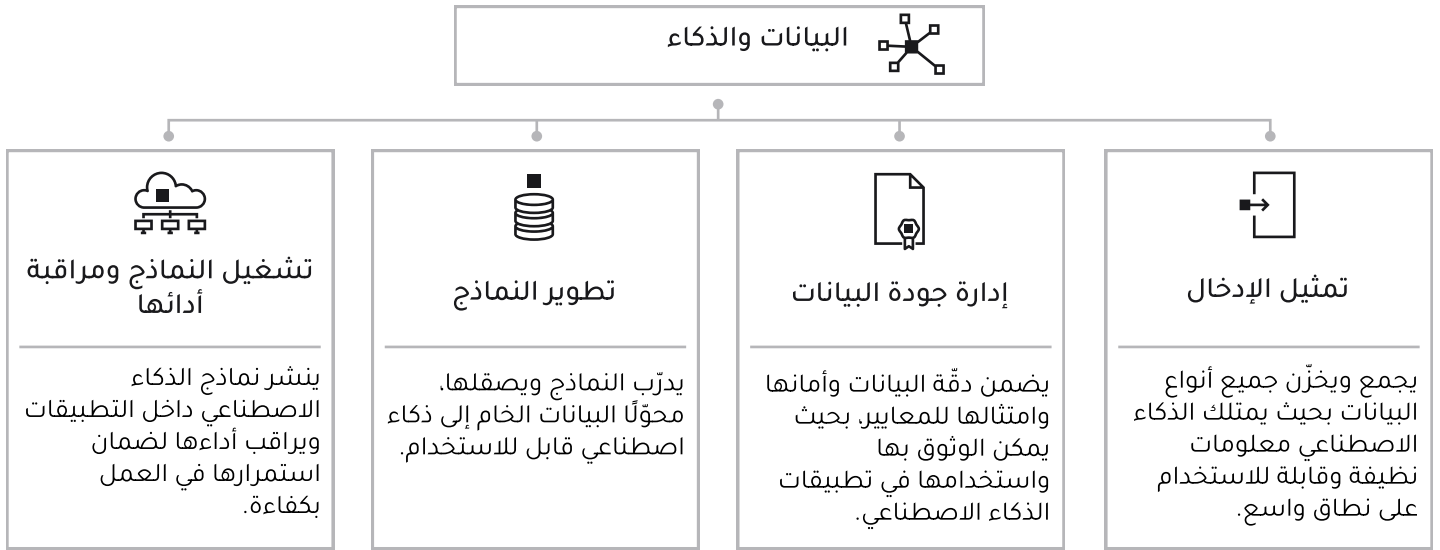 البيانات والذكاء
تمثيل الإدخال
يجمع ويخزّن جميع أنواع
البيانات بحيث يمتلك الذكاء
الاصطناعي معلومات
نظيفة وقابلة للاستخدام
على نطاق واسع.
إدارة جودة البيانات
يضمن دقّة البيانات وأمانها
وامتثالها للمعايير، بحيث
يمكن الوثوق بها
واستخدامها في تطبيقات
الذكاء الاصطناعي.
تطوير النماذج
يدرّب النماذج ويصقلها،
محوّلًا البيانات الخام إلى ذكاء
اصطناعي قابل للاستخدام.
تشغيل النماذج ومراقبة
أدائها
ينشر نماذج الذكاء
الاصطناعي داخل التطبيقات
ويراقب أداءها لضمان
استمرارها في العمل
بكفاءة.